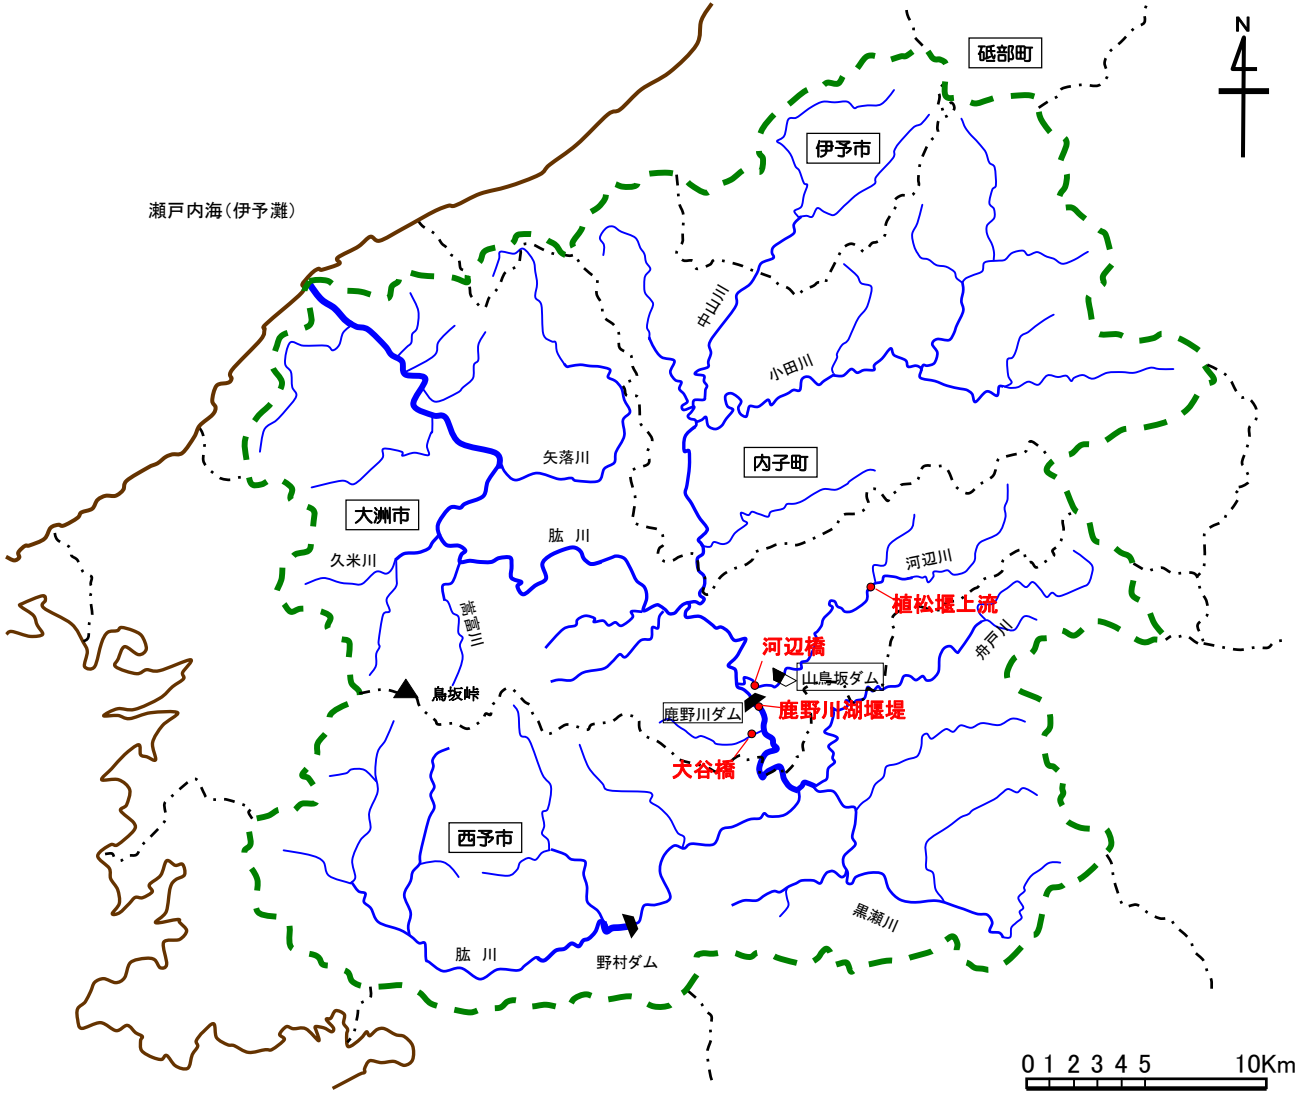 N
砥部町
伊予市
瀬戸内海(伊予灘)
中山川
小田川
矢落川
内子町
大洲市
肱 川
久米川
河辺川
植松堰上流
嵩富川
舟戸川
河辺橋
山鳥坂ダム
鳥坂峠
鹿野川ダム
鹿野川湖堰堤
大谷橋
西予市
黒瀬川
肱 川
野村ダム
0 1 2 3 4 5 10Km